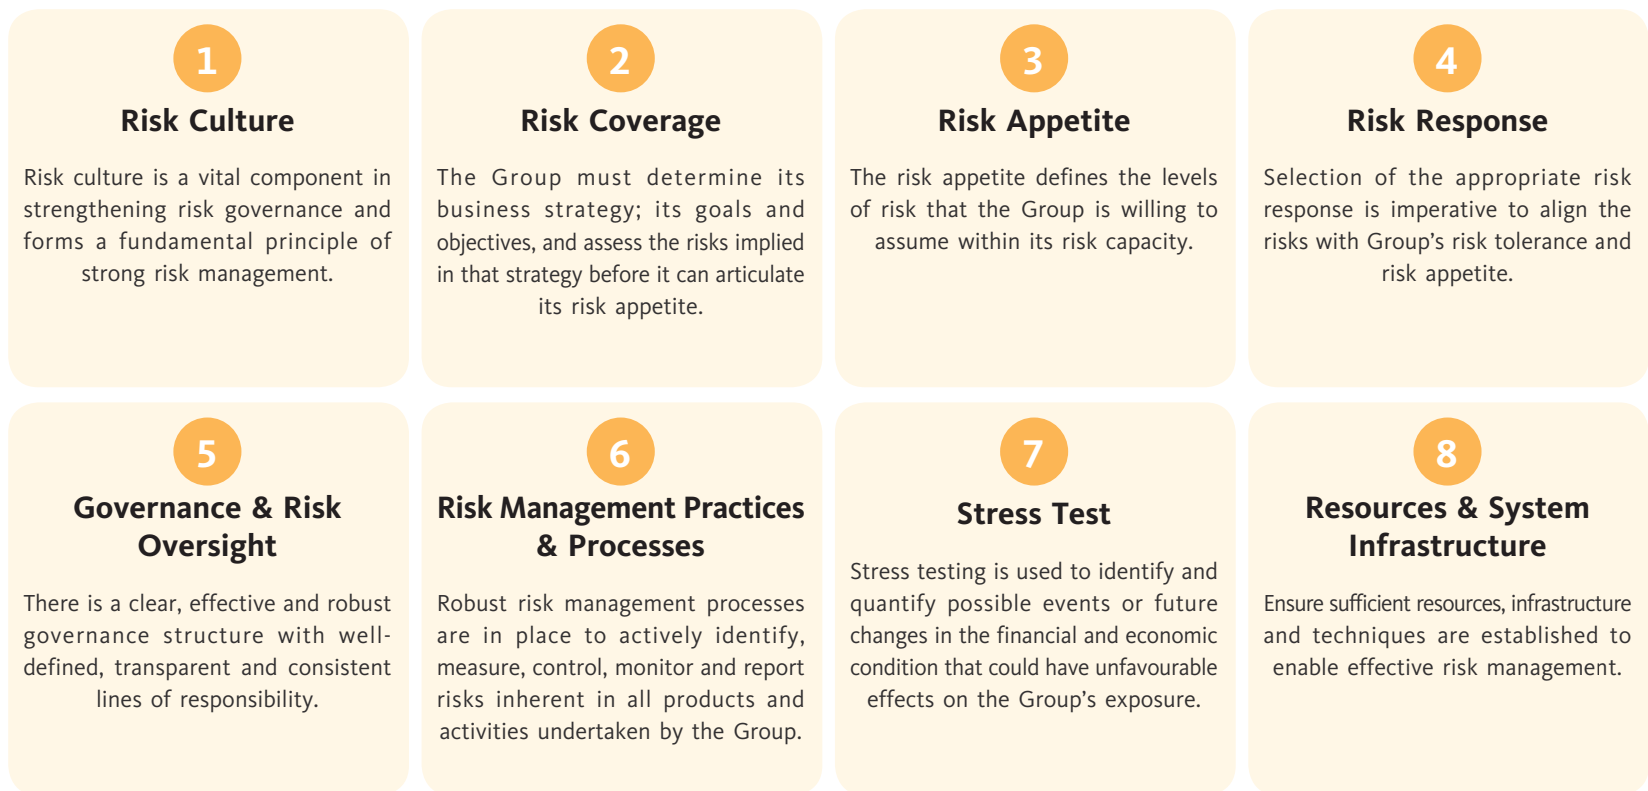 1
Risk Culture
Risk culture is a vital component in
strengthening risk governance and
forms a fundamental principle of
strong risk management.
2
Risk Coverage
The Group must determine its
business strategy; its goals and
objectives, and assess the risks implied
in that strategy before it can articulate
its risk appetite.
3
Risk Appetite
The risk appetite defines the levels
of risk that the Group is willing to
assume within its risk capacity.
4
Risk Response
Selection of the appropriate risk
response is imperative to align the
risks with Group’s risk tolerance and
risk appetite.
5
Governance & Risk
Oversight
There is a clear, effective and robust
governance structure with well-
defined, transparent and consistent
lines of responsibility.
6
Risk Management Practices
& Processes
Robust risk management processes
are in place to actively identify,
measure, control, monitor and report
risks inherent in all products and
activities undertaken by the Group.
7
Stress Test
Stress testing is used to identify and
quantify possible events or future
changes in the financial and economic
condition that could have unfavourable
effects on the Group’s exposure.
8
Resources & System
Infrastructure
Ensure sufficient resources, infrastructure
and techniques are established to
enable effective risk management.